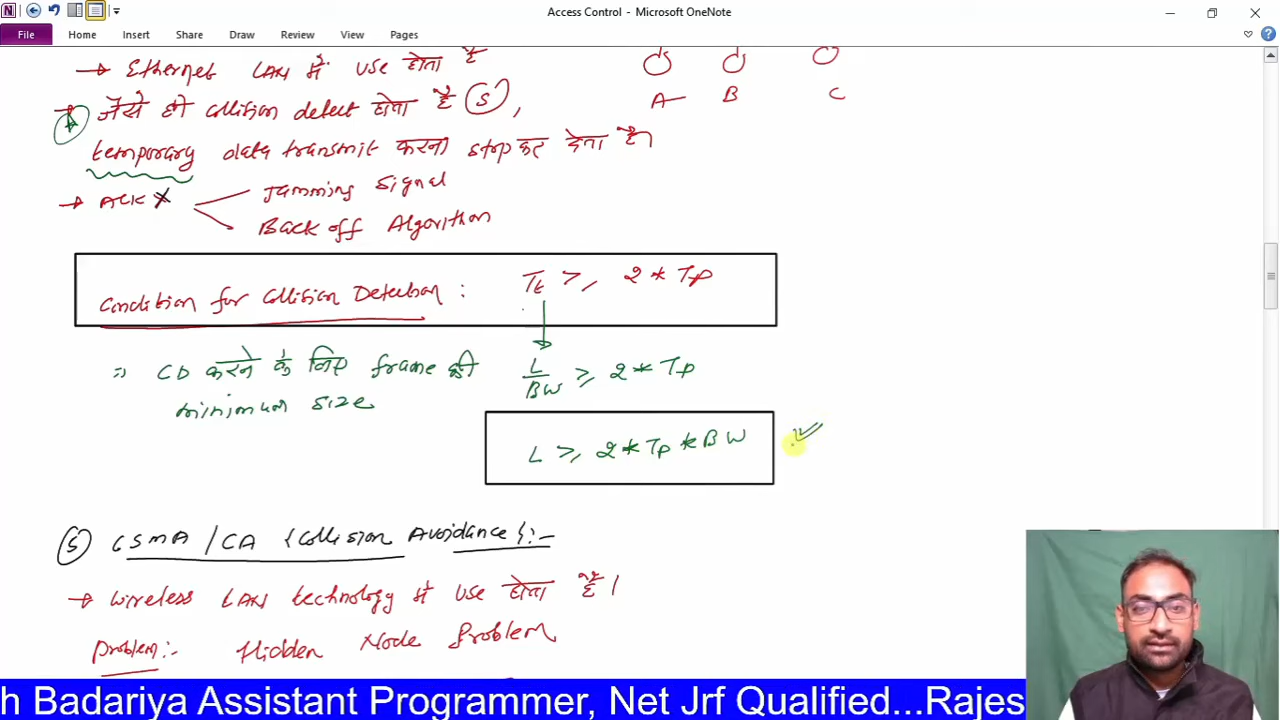 Access Control - Microsoft OneNote
File Home Insert Share Draw Review View Pages
→ Ethernet LAN में use होता है
A B C
→ जैसे ही collision detect होता है (S),
temporary data transmit करना stop कर देता है।
→ ACK X
Jamming Signal
Back off Algorithm
Condition for Collision Detection : Tt >= 2 * Tp
⇒ CD करने के लिए frame की
minimum size
L/BW >= 2 * Tp
L >= 2 * Tp * BW
(5) CSMA /CA {Collision Avoidance}:-
→ Wireless LAN technology में use होता है।
Problem:- Hidden Node Problem
h Badariya Assistant Programmer, Net Jrf Qualified...Rajes